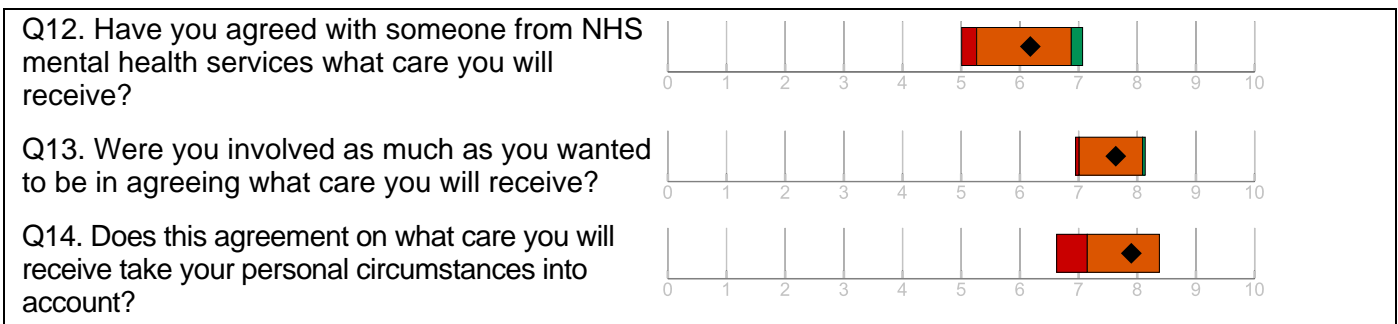 Q12. Have you agreed with someone from NHS
mental health services what care you will
receive?
0 1 2 3 4 5 6 7 8 9 10
Q13. Were you involved as much as you wanted
to be in agreeing what care you will receive?
0 1 2 3 4 5 6 7 8 9 10
Q14. Does this agreement on what care you will
receive take your personal circumstances into
account?
0 1 2 3 4 5 6 7 8 9 10